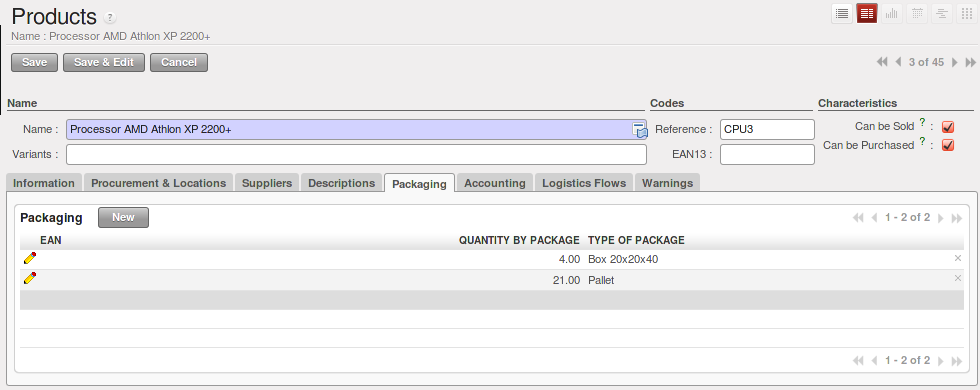 Products ?
Name : Processor AMD Athlon XP 2200+
Save Save & Edit Cancel 3 of 45
Name Codes Characteristics
Name : Processor AMD Athlon XP 2200+ Reference : CPU3 Can be Sold ? :
Can be Purchased ? :
Variants : EAN13 :
Information Procurement & Locations Suppliers Descriptions Packaging Accounting Logistics Flows Warnings
Packaging New 1 - 2 of 2
EAN QUANTITY BY PACKAGE TYPE OF PACKAGE
4.00 Box 20x20x40
21.00 Pallet
1 - 2 of 2